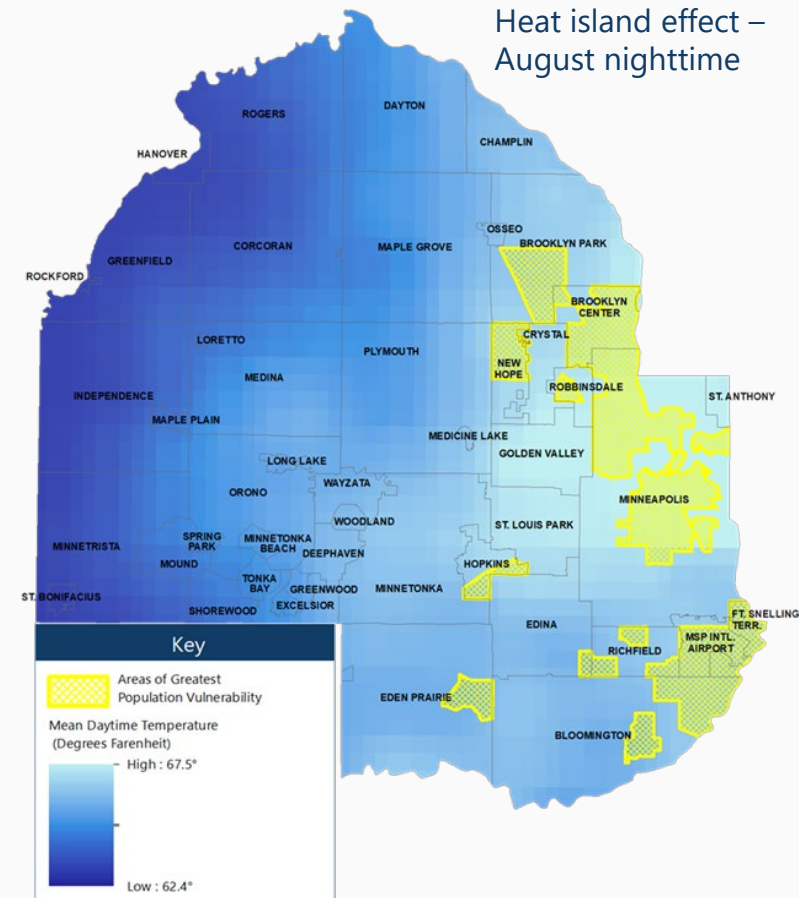 Heat island effect –
August nighttime
ROGERS
DAYTON
CHAMPLIN
HANOVER
OSSEO
BROOKLYN PARK
CORCORAN
MAPLE GROVE
GREENFIELD
ROCKFORD
BROOKLYN
CENTER
CRYSTAL
LORETTO
PLYMOUTH
NEW
HOPE
MEDINA
ROBBINSDALE
INDEPENDENCE
ST. ANTHONY
MAPLE PLAIN
MEDICINE LAKE
GOLDEN VALLEY
LONG LAKE
WAYZATA
ORONO
MINNEAPOLIS
WOODLAND
ST. LOUIS PARK
SPRING
PARK
MINNETONKA
BEACH
MINNETRISTA
DEEPHAVEN
MOUND
HOPKINS
TONKA
BAY
GREENWOOD
MINNETONKA
ST. BONIFACIUS
EXCELSIOR
SHOREWOOD
FT. SNELLING
TERR.
EDINA
MSP INTL.
AIRPORT
RICHFIELD
EDEN PRAIRIE
BLOOMINGTON
Key
Areas of Greatest
Population Vulnerability
Mean Daytime Temperature
(Degrees Farenheit)
High : 67.5°
Low : 62.4°